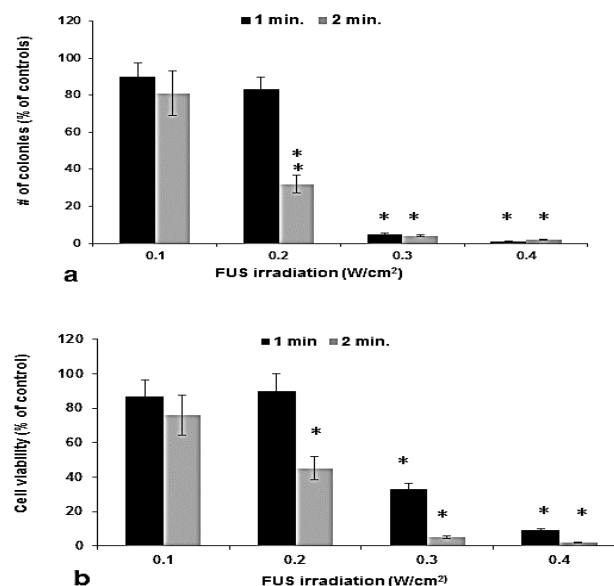 120
1 min. 2 min.
100
80
60
40
20
0
# of colonies (% of controls)
*
*
* * * *
0.1 0.2 0.3 0.4
a FUS irradiation (W/cm²)
120
1 min 2 min.
100
80
60
40
20
0
Cell viability (% of control)
* *
* * *
0.1 0.2 0.3 0.4
b FUS irradiation (W/cm²)